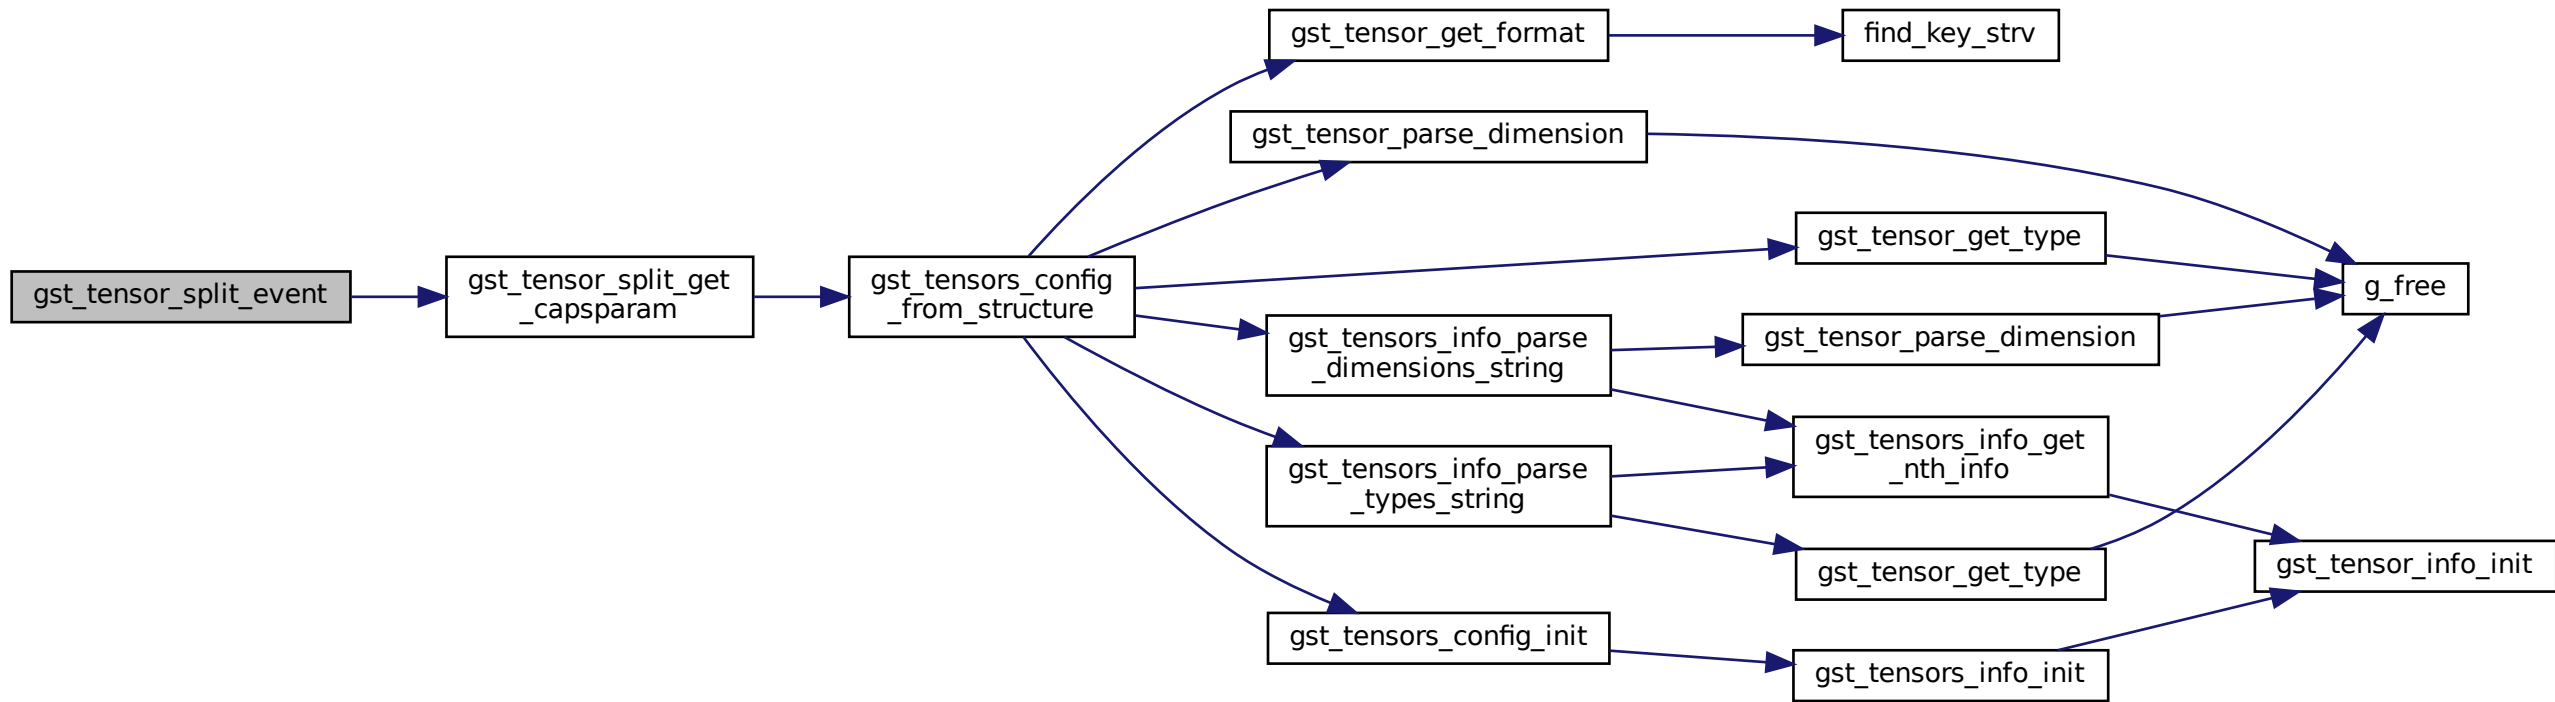 gst_tensor_split_event
gst_tensor_split_get
_capsparam
gst_tensors_config
_from_structure
gst_tensor_get_format
find_key_strv
gst_tensor_parse_dimension
gst_tensor_get_type
g_free
gst_tensors_info_parse
_dimensions_string
gst_tensor_parse_dimension
gst_tensors_info_get
_nth_info
gst_tensors_info_parse
_types_string
gst_tensor_get_type
gst_tensor_info_init
gst_tensors_config_init
gst_tensors_info_init